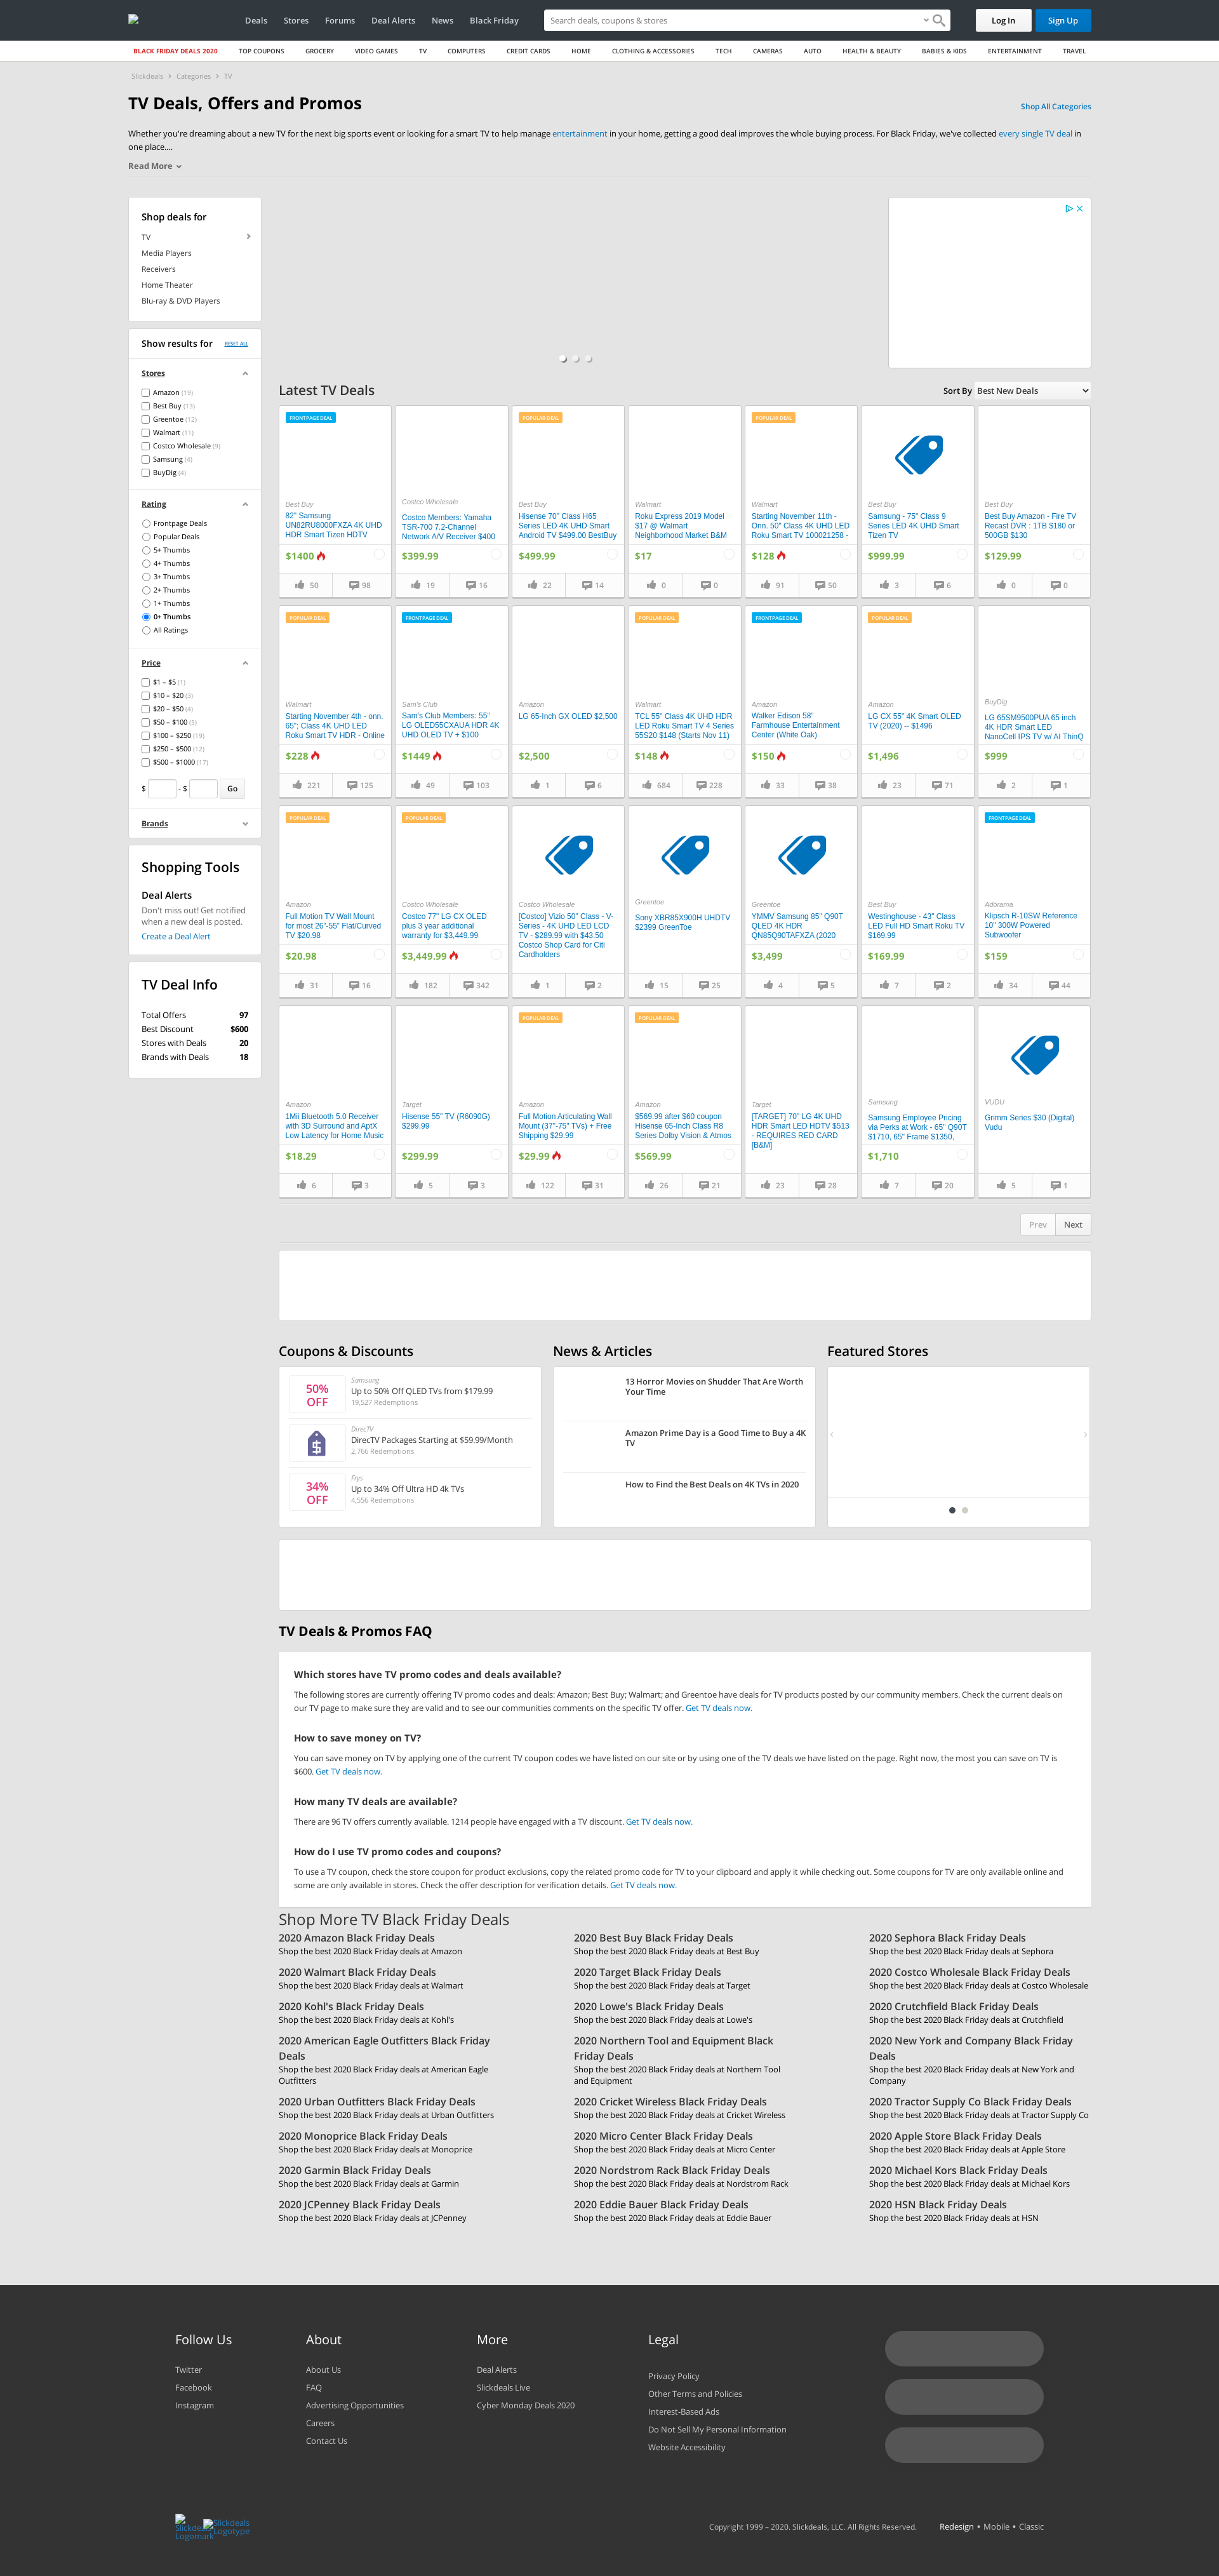 Deals Stores Forums Deal Alerts News Black Friday Search deals, coupons & stores Log In Sign Up
BLACK FRIDAY DEALS 2020 TOP COUPONS GROCERY VIDEO GAMES TV COMPUTERS CREDIT CARDS HOME CLOTHING & ACCESSORIES TECH CAMERAS AUTO HEALTH & BEAUTY BABIES & KIDS ENTERTAINMENT TRAVEL
Slickdeals > Categories > TV
TV Deals, Offers and Promos
Shop All Categories
Whether you're dreaming about a new TV for the next big sports event or looking for a smart TV to help manage entertainment in your home, getting a good deal improves the whole buying process. For Black Friday, we've collected every single TV deal in
one place....
Read More
Shop deals for
TV
Media Players
Receivers
Home Theater
Blu-ray & DVD Players
Show results for RESET ALL
Stores
Amazon (19)
Best Buy (13)
Greentoe (12)
Walmart (11)
Costco Wholesale (9)
Samsung (4)
BuyDig (4)
Rating
Frontpage Deals
Popular Deals
5+ Thumbs
4+ Thumbs
3+ Thumbs
2+ Thumbs
1+ Thumbs
0+ Thumbs
All Ratings
Price
$1 – $5 (1)
$10 – $20 (3)
$20 – $50 (4)
$50 – $100 (5)
$100 – $250 (19)
$250 – $500 (12)
$500 – $1000 (17)
$ - $ Go
Brands
Shopping Tools
Deal Alerts
Don't miss out! Get notified
when a new deal is posted.
Create a Deal Alert
TV Deal Info
Total Offers 97
Best Discount $600
Stores with Deals 20
Brands with Deals 18
Latest TV Deals
Sort By Best New Deals
FRONTPAGE DEAL
Best Buy
82" Samsung
UN82RU8000FXZA 4K UHD
HDR Smart Tizen HDTV
$1400
50 98
Costco Wholesale
Costco Members: Yamaha
TSR-700 7.2-Channel
Network A/V Receiver $400
$399.99
19 16
POPULAR DEAL
Best Buy
Hisense 70" Class H65
Series LED 4K UHD Smart
Android TV $499.00 BestBuy
$499.99
22 14
Walmart
Roku Express 2019 Model
$17 @ Walmart
Neighborhood Market B&M
$17
0 0
POPULAR DEAL
Walmart
Starting November 11th -
Onn. 50" Class 4K UHD LED
Roku Smart TV 100021258 -
$128
91 50
Best Buy
Samsung - 75" Class 9
Series LED 4K UHD Smart
Tizen TV
$999.99
3 6
Best Buy
Best Buy Amazon - Fire TV
Recast DVR : 1TB $180 or
500GB $130
$129.99
0 0
POPULAR DEAL
Walmart
Starting November 4th - onn.
65"; Class 4K UHD LED
Roku Smart TV HDR - Online
$228
221 125
FRONTPAGE DEAL
Sam's Club
Sam's Club Members: 55"
LG OLED55CXAUA HDR 4K
UHD OLED TV + $100
$1449
49 103
Amazon
LG 65-Inch GX OLED $2,500
$2,500
1 6
POPULAR DEAL
Walmart
TCL 55" Class 4K UHD HDR
LED Roku Smart TV 4 Series
55S20 $148 (Starts Nov 11)
$148
684 228
FRONTPAGE DEAL
Amazon
Walker Edison 58"
Farmhouse Entertainment
Center (White Oak)
$150
33 38
POPULAR DEAL
Amazon
LG CX 55" 4K Smart OLED
TV (2020) -- $1496
$1,496
23 71
BuyDig
LG 65SM9500PUA 65 inch
4K HDR Smart LED
NanoCell IPS TV w/ AI ThinQ
$999
2 1
POPULAR DEAL
Amazon
Full Motion TV Wall Mount
for most 26"-55" Flat/Curved
TV $20.98
$20.98
31 16
POPULAR DEAL
Costco Wholesale
Costco 77" LG CX OLED
plus 3 year additional
warranty for $3,449.99
$3,449.99
182 342
Costco Wholesale
[Costco] Vizio 50" Class - V-
Series - 4K UHD LED LCD
TV - $289.99 with $43.50
Costco Shop Card for Citi
Cardholders
1 2
Greentoe
Sony XBR85X900H UHDTV
$2399 GreenToe
15 25
Greentoe
YMMV Samsung 85" Q90T
QLED 4K HDR
QN85Q90TAFXZA (2020
$3,499
4 5
Best Buy
Westinghouse - 43" Class
LED Full HD Smart Roku TV
$169.99
$169.99
7 2
FRONTPAGE DEAL
Adorama
Klipsch R-10SW Reference
10" 300W Powered
Subwoofer
$159
34 44
Amazon
1Mii Bluetooth 5.0 Receiver
with 3D Surround and AptX
Low Latency for Home Music
$18.29
6 3
Target
Hisense 55" TV (R6090G)
$299.99
$299.99
5 3
POPULAR DEAL
Amazon
Full Motion Articulating Wall
Mount (37"-75" TVs) + Free
Shipping $29.99
$29.99
122 31
POPULAR DEAL
Amazon
$569.99 after $60 coupon
Hisense 65-Inch Class R8
Series Dolby Vision & Atmos
$569.99
26 21
Target
[TARGET] 70" LG 4K UHD
HDR Smart LED HDTV $513
- REQUIRES RED CARD
[B&M]
23 28
Samsung
Samsung Employee Pricing
via Perks at Work - 65" Q90T
$1710, 65" Frame $1350,
$1,710
7 20
VUDU
Grimm Series $30 (Digital)
Vudu
5 1
Prev Next
Coupons & Discounts
50%
OFF
Samsung
Up to 50% Off QLED TVs from $179.99
19,527 Redemptions
DirecTV
DirecTV Packages Starting at $59.99/Month
2,766 Redemptions
34%
OFF
Frys
Up to 34% Off Ultra HD 4k TVs
4,556 Redemptions
News & Articles
13 Horror Movies on Shudder That Are Worth
Your Time
Amazon Prime Day is a Good Time to Buy a 4K
TV
How to Find the Best Deals on 4K TVs in 2020
Featured Stores
TV Deals & Promos FAQ
Which stores have TV promo codes and deals available?
The following stores are currently offering TV promo codes and deals: Amazon; Best Buy; Walmart; and Greentoe have deals for TV products posted by our community members. Check the current deals on
our TV page to make sure they are valid and to see our communities comments on the specific TV offer. Get TV deals now.
How to save money on TV?
You can save money on TV by applying one of the current TV coupon codes we have listed on our site or by using one of the TV deals we have listed on the page. Right now, the most you can save on TV is
$600. Get TV deals now.
How many TV deals are available?
There are 96 TV offers currently available. 1214 people have engaged with a TV discount. Get TV deals now.
How do I use TV promo codes and coupons?
To use a TV coupon, check the store coupon for product exclusions, copy the related promo code for TV to your clipboard and apply it while checking out. Some coupons for TV are only available online and
some are only available in stores. Check the offer description for verification details. Get TV deals now.
Shop More TV Black Friday Deals
2020 Amazon Black Friday Deals
Shop the best 2020 Black Friday deals at Amazon
2020 Best Buy Black Friday Deals
Shop the best 2020 Black Friday deals at Best Buy
2020 Sephora Black Friday Deals
Shop the best 2020 Black Friday deals at Sephora
2020 Walmart Black Friday Deals
Shop the best 2020 Black Friday deals at Walmart
2020 Target Black Friday Deals
Shop the best 2020 Black Friday deals at Target
2020 Costco Wholesale Black Friday Deals
Shop the best 2020 Black Friday deals at Costco Wholesale
2020 Kohl's Black Friday Deals
Shop the best 2020 Black Friday deals at Kohl's
2020 Lowe's Black Friday Deals
Shop the best 2020 Black Friday deals at Lowe's
2020 Crutchfield Black Friday Deals
Shop the best 2020 Black Friday deals at Crutchfield
2020 American Eagle Outfitters Black Friday
Deals
Shop the best 2020 Black Friday deals at American Eagle
Outfitters
2020 Northern Tool and Equipment Black
Friday Deals
Shop the best 2020 Black Friday deals at Northern Tool
and Equipment
2020 New York and Company Black Friday
Deals
Shop the best 2020 Black Friday deals at New York and
Company
2020 Urban Outfitters Black Friday Deals
Shop the best 2020 Black Friday deals at Urban Outfitters
2020 Cricket Wireless Black Friday Deals
Shop the best 2020 Black Friday deals at Cricket Wireless
2020 Tractor Supply Co Black Friday Deals
Shop the best 2020 Black Friday deals at Tractor Supply Co
2020 Monoprice Black Friday Deals
Shop the best 2020 Black Friday deals at Monoprice
2020 Micro Center Black Friday Deals
Shop the best 2020 Black Friday deals at Micro Center
2020 Apple Store Black Friday Deals
Shop the best 2020 Black Friday deals at Apple Store
2020 Garmin Black Friday Deals
Shop the best 2020 Black Friday deals at Garmin
2020 Nordstrom Rack Black Friday Deals
Shop the best 2020 Black Friday deals at Nordstrom Rack
2020 Michael Kors Black Friday Deals
Shop the best 2020 Black Friday deals at Michael Kors
2020 JCPenney Black Friday Deals
Shop the best 2020 Black Friday deals at JCPenney
2020 Eddie Bauer Black Friday Deals
Shop the best 2020 Black Friday deals at Eddie Bauer
2020 HSN Black Friday Deals
Shop the best 2020 Black Friday deals at HSN
Follow Us
Twitter
Facebook
Instagram
About
About Us
FAQ
Advertising Opportunities
Careers
Contact Us
More
Deal Alerts
Slickdeals Live
Cyber Monday Deals 2020
Legal
Privacy Policy
Other Terms and Policies
Interest-Based Ads
Do Not Sell My Personal Information
Website Accessibility
Slickdeals
Logomark
Slickdeals
Logotype
Copyright 1999 – 2020. Slickdeals, LLC. All Rights Reserved. Redesign • Mobile • Classic